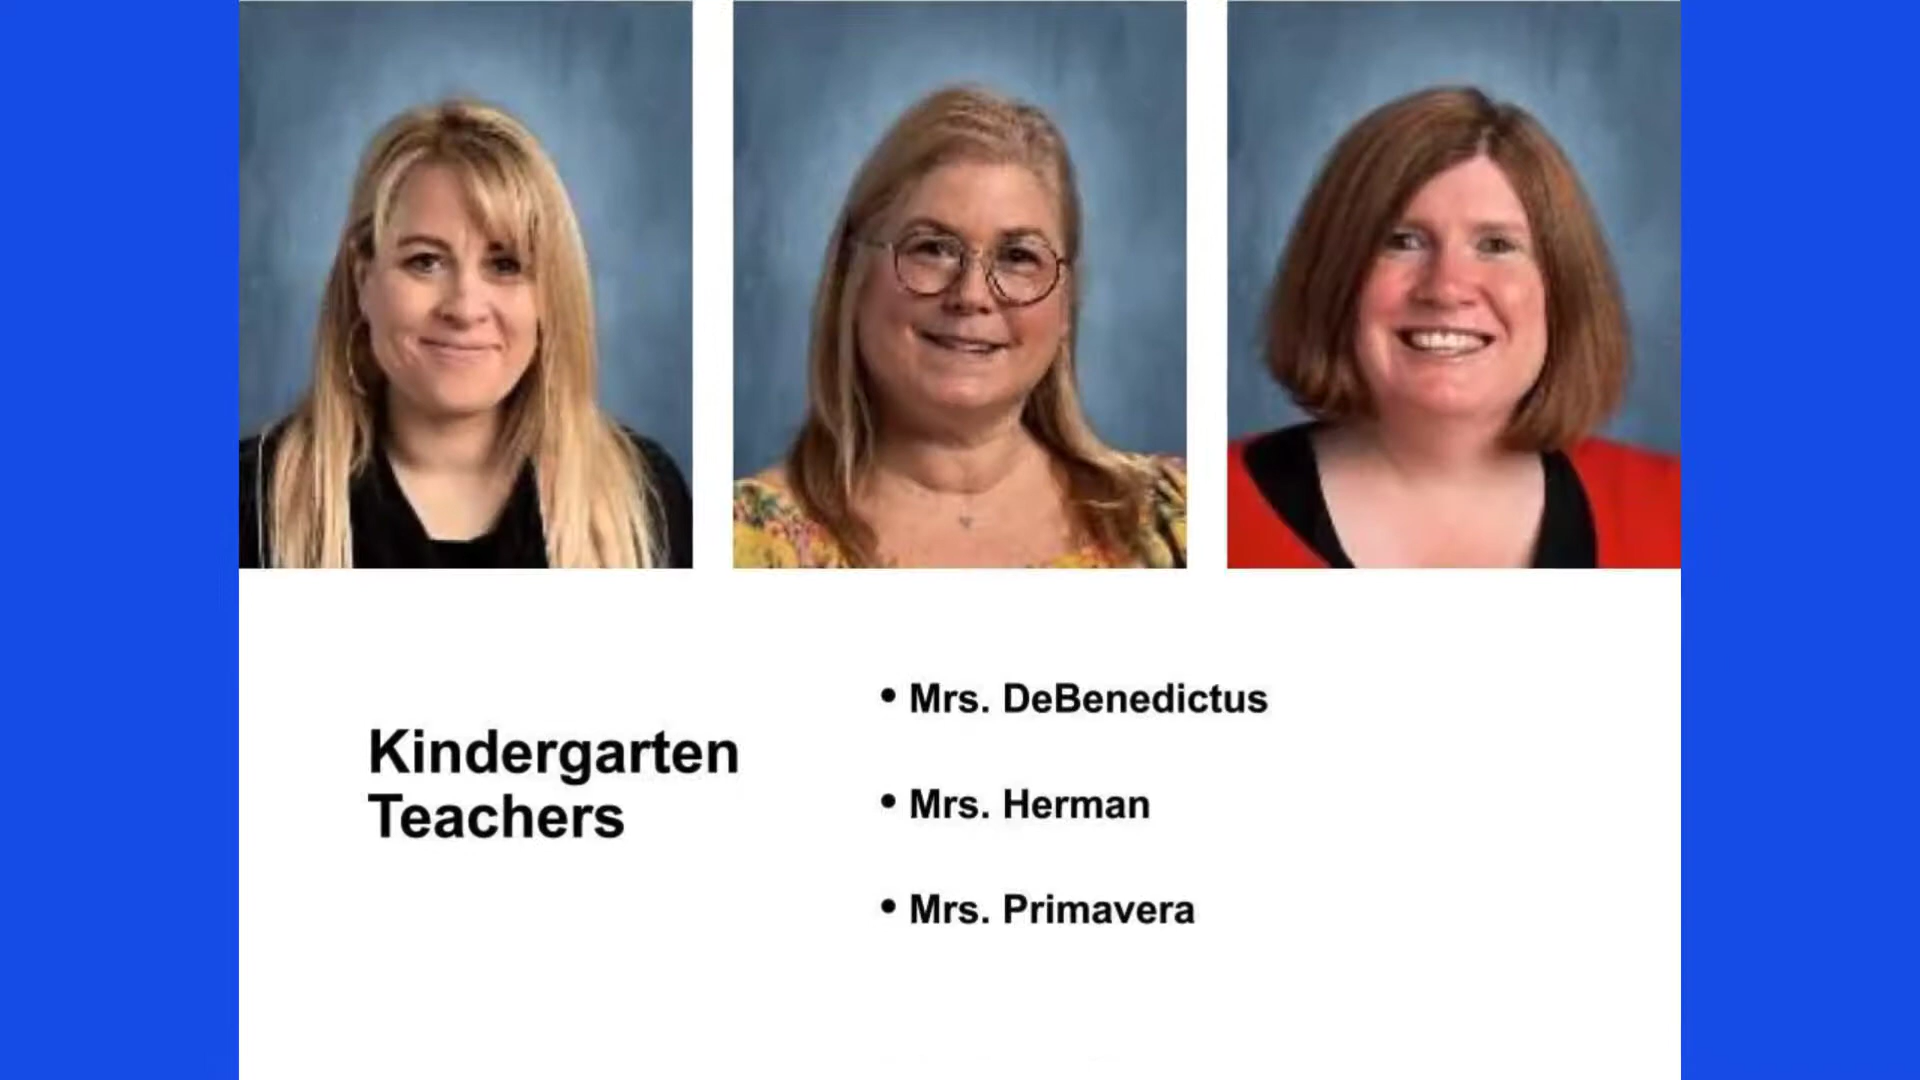 Kindergarten
Teachers
• Mrs. DeBenedictus
• Mrs. Herman
• Mrs. Primavera